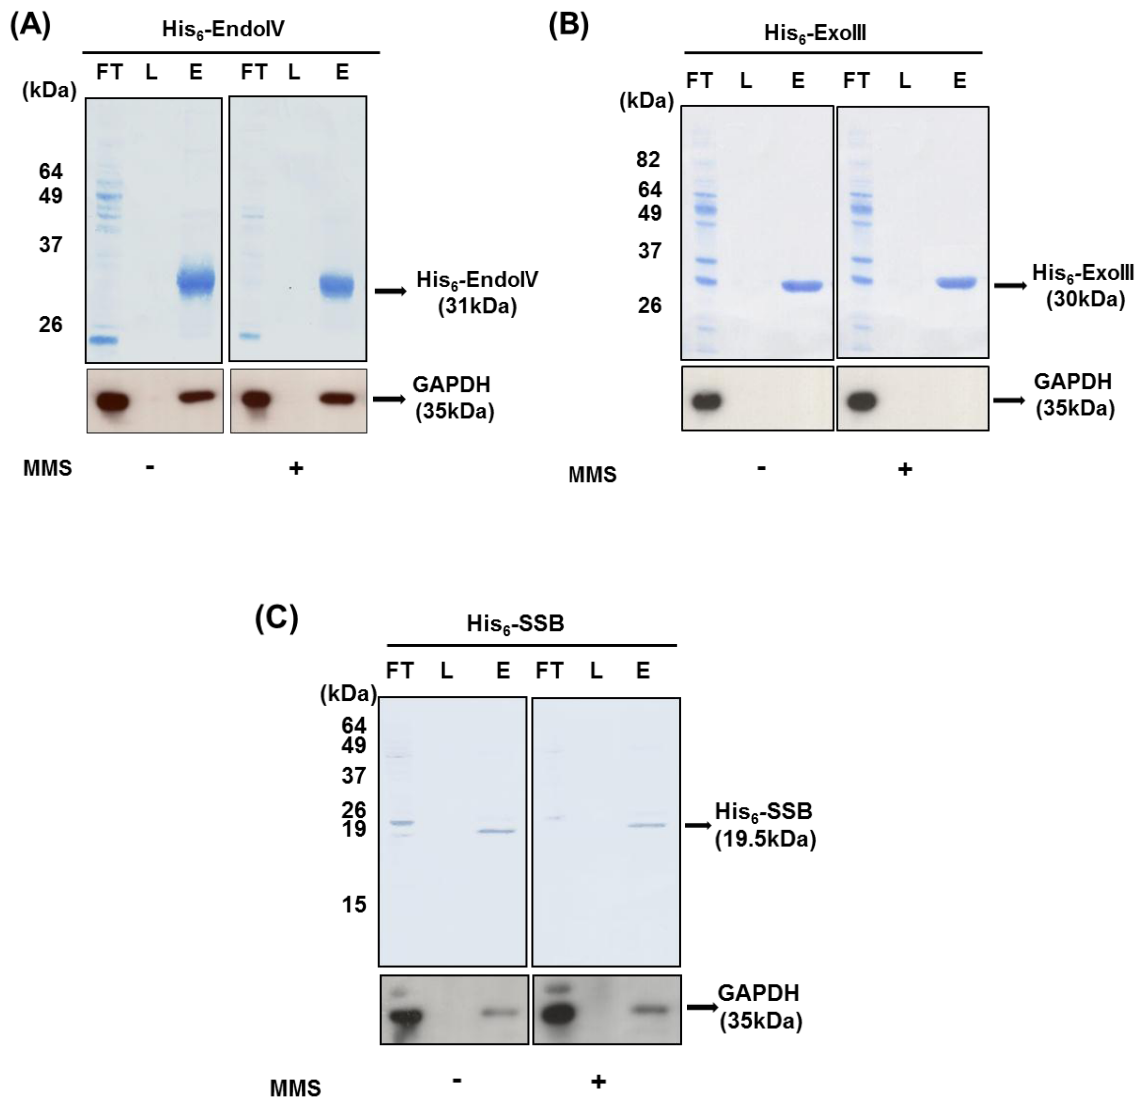 (A)
His6-EndoIV
FT L E FT L E
(kDa)
64
49
37
26
His6-EndoIV
(31kDa)
GAPDH
(35kDa)
MMS - +
(B)
His6-ExoIII
FT L E FT L E
(kDa)
82
64
49
37
26
His6-ExoIII
(30kDa)
GAPDH
(35kDa)
MMS - +
(C)
His6-SSB
FT L E FT L E
(kDa)
64
49
37
26
19
15
His6-SSB
(19.5kDa)
GAPDH
(35kDa)
MMS - +